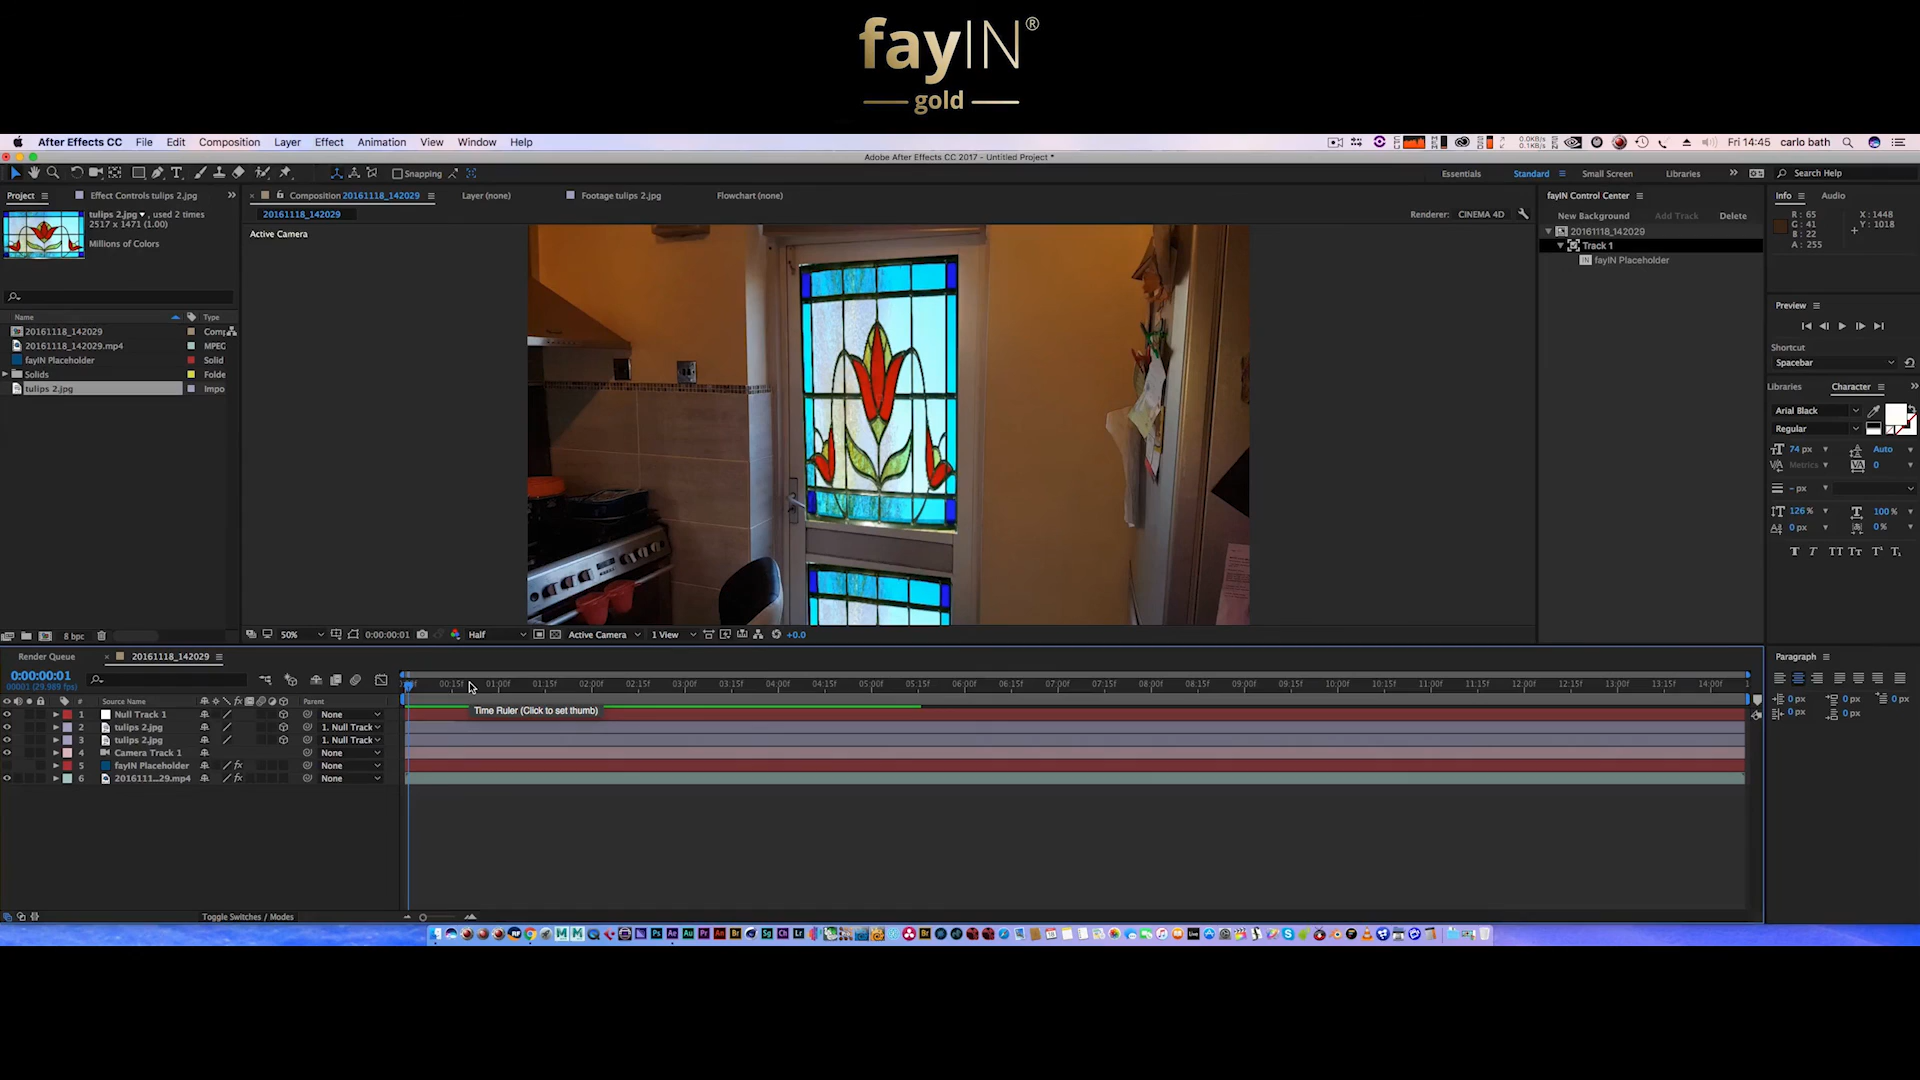 fayIN®
gold
After Effects CC File Edit Composition Layer Effect Animation View Window Help
0.0KB/s
0.1KB/s
Fri 14:45 carlo bath
Adobe After Effects CC 2017 - Untitled Project *
Snapping
Essentials Standard Small Screen Libraries Search Help
Project Effect Controls tulips 2.jpg
Composition 20161118_142029 Layer (none) Footage tulips 2.jpg Flowchart (none)
fayIN Control Center
Info Audio
tulips 2.jpg , used 2 times
2517 x 1471 (1.00)
Millions of Colors
20161118_142029
Renderer: CINEMA 4D
New Background Add Track Delete
20161118_142029
Track 1
IN fayIN Placeholder
R : 65
G : 41
B : 22
A : 255
X : 1448
Y : 1018
Active Camera
Preview
Shortcut
Spacebar
Libraries Character
Arial Black
Regular
74 px Auto
Metrics 0
- px
126 % 100 %
0 px 0 %
Name Type
20161118_142029 Comp
20161118_142029.mp4 MPEG
fayIN Placeholder Solid
Solids Folde
tulips 2.jpg Impo
8 bpc
50% 0:00:00:01 Half Active Camera 1 View +0.0
Render Queue 20161118_142029
0:00:00:01
00001 (29.989 fps)
00:15f 01:00f 01:15f 02:00f 02:15f 03:00f 03:15f 04:00f 04:15f 05:00f 05:15f 06:00f 06:15f 07:00f 07:15f 08:00f 08:15f 09:00f 09:15f 10:00f 10:15f 11:00f 11:15f 12:00f 12:15f 13:00f 13:15f 14:00f
# Source Name Parent
1 Null Track 1 None
2 tulips 2.jpg 1. Null Track
3 tulips 2.jpg 1. Null Track
4 Camera Track 1 None
5 fayIN Placeholder None
6 2016111...29.mp4 None
Time Ruler (Click to set thumb)
Toggle Switches / Modes
Paragraph
0 px 0 px 0 px
0 px 0 px